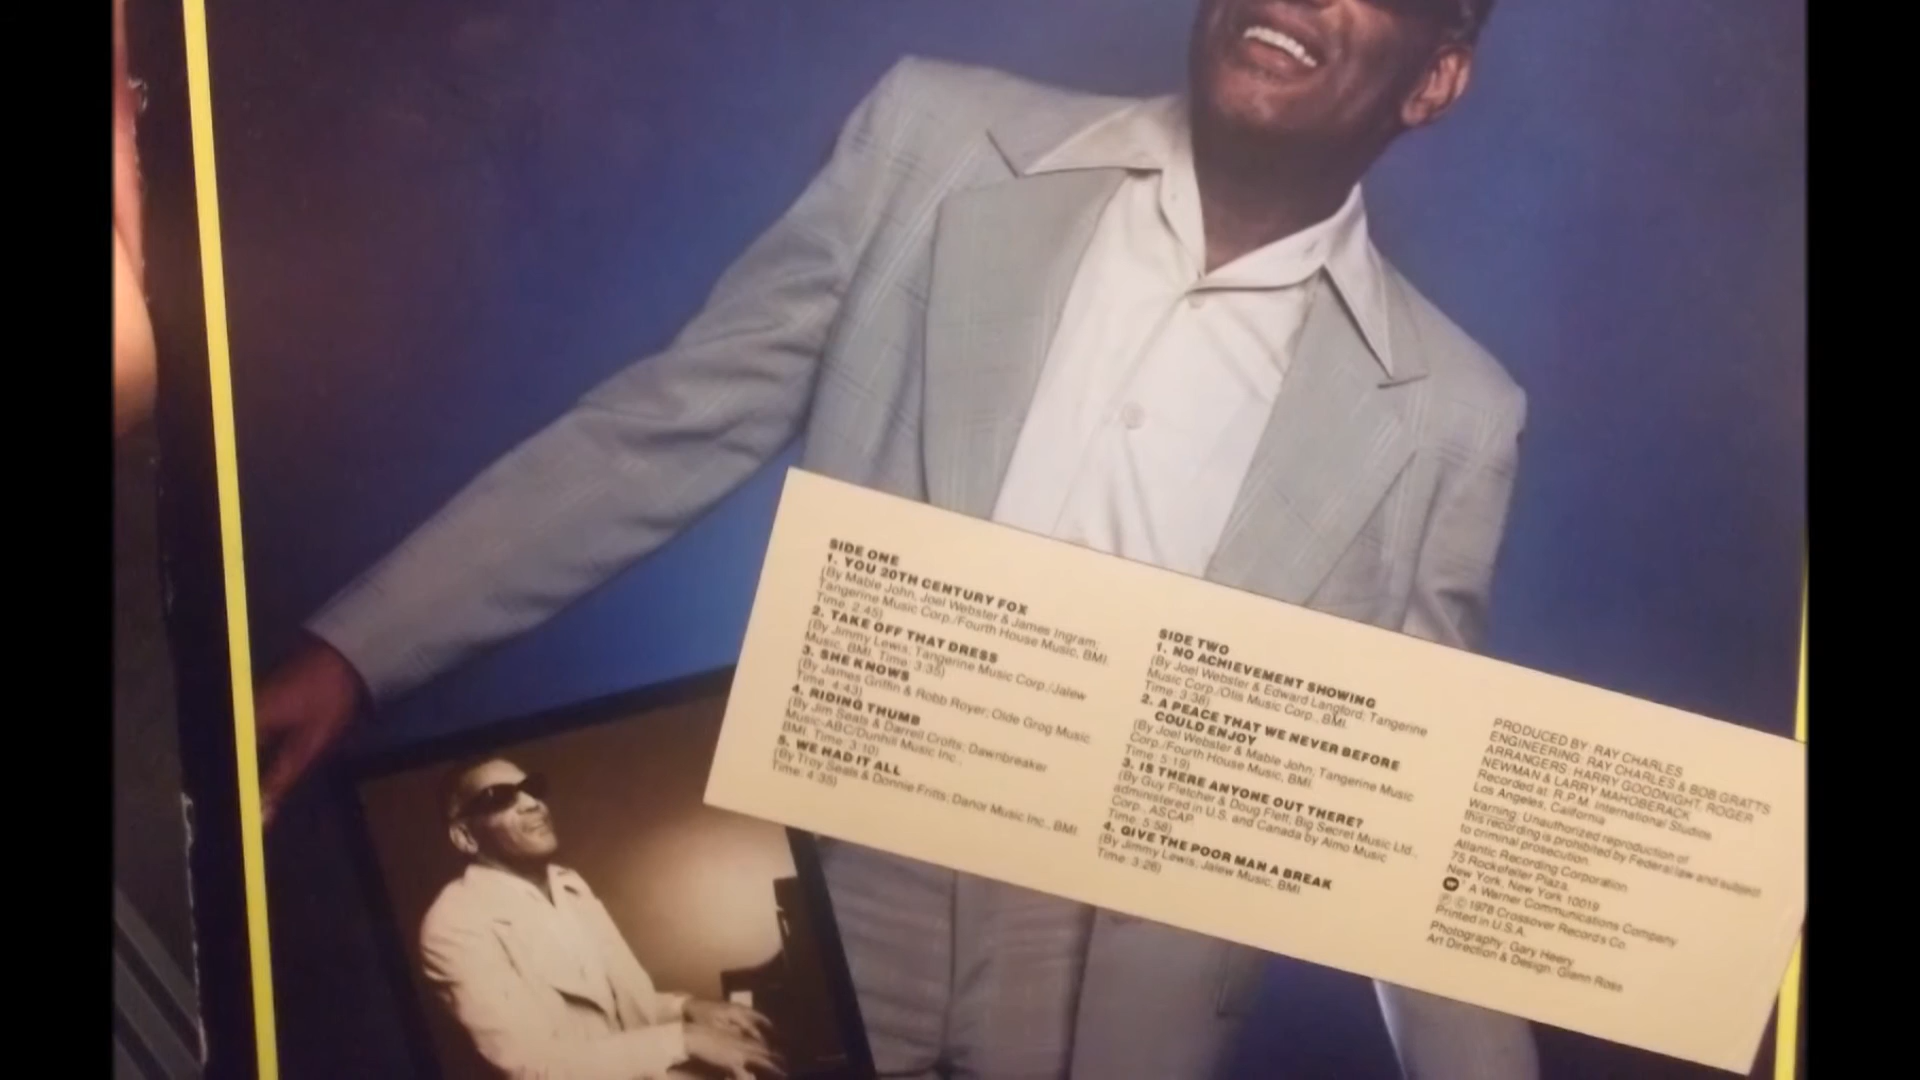 SIDE ONE
1. YOU 20TH CENTURY FOX
(By Mable John, Joel Webster & James Ingram;
Tangerine Music Corp./Fourth House Music, BMI.
Time: 2:45)
2. TAKE OFF THAT DRESS
(By Jimmy Lewis; Tangerine Music Corp./Jalew
Music, BMI. Time: 3:35)
3. SHE KNOWS
(By James Griffin & Robb Royer; Olde Grog Music
Time: 4:43)
4. RIDING THUMB
(By Jim Seals & Darrell Crofts; Dawnbreaker
Music-ABC/Dunhill Music Inc.,
BMI. Time: 3:10)
5. WE HAD IT ALL
(By Troy Seals & Donnie Fritts; Danor Music Inc., BMI
Time: 4:35)
SIDE TWO
1. NO ACHIEVEMENT SHOWING
(By Joel Webster & Edward Langford; Tangerine
Music Corp./Otis Music Corp., BMI.
Time: 3:38)
2. A PEACE THAT WE NEVER BEFORE
COULD ENJOY
(By Joel Webster & Mable John; Tangerine Music
Corp./Fourth House Music, BMI.
Time: 5:19)
3. IS THERE ANYONE OUT THERE?
(By Guy Fletcher & Doug Flett, Big Secret Music Ltd.,
administered in U.S. and Canada by Almo Music
Corp., ASCAP
Time: 5:58)
4. GIVE THE POOR MAN A BREAK
(By Jimmy Lewis, Jalew Music, BMI
Time: 3:26)
PRODUCED BY: RAY CHARLES
ENGINEERING: RAY CHARLES & BOB GRATTS
ARRANGERS: HARRY GOODNIGHT, ROGER
NEWMAN & LARRY MAHOBERACK
Recorded at: R.P.M. International Studios
Los Angeles, California
Warning: Unauthorized reproduction of
this recording is prohibited by Federal law and subject
to criminal prosecution.
Atlantic Recording Corporation
75 Rockefeller Plaza,
New York, New York 10019
A Warner Communications Company
℗ © 1978 Crossover Records Co.
Printed in U.S.A.
Photography: Gary Heery
Art Direction & Design: Glenn Ross